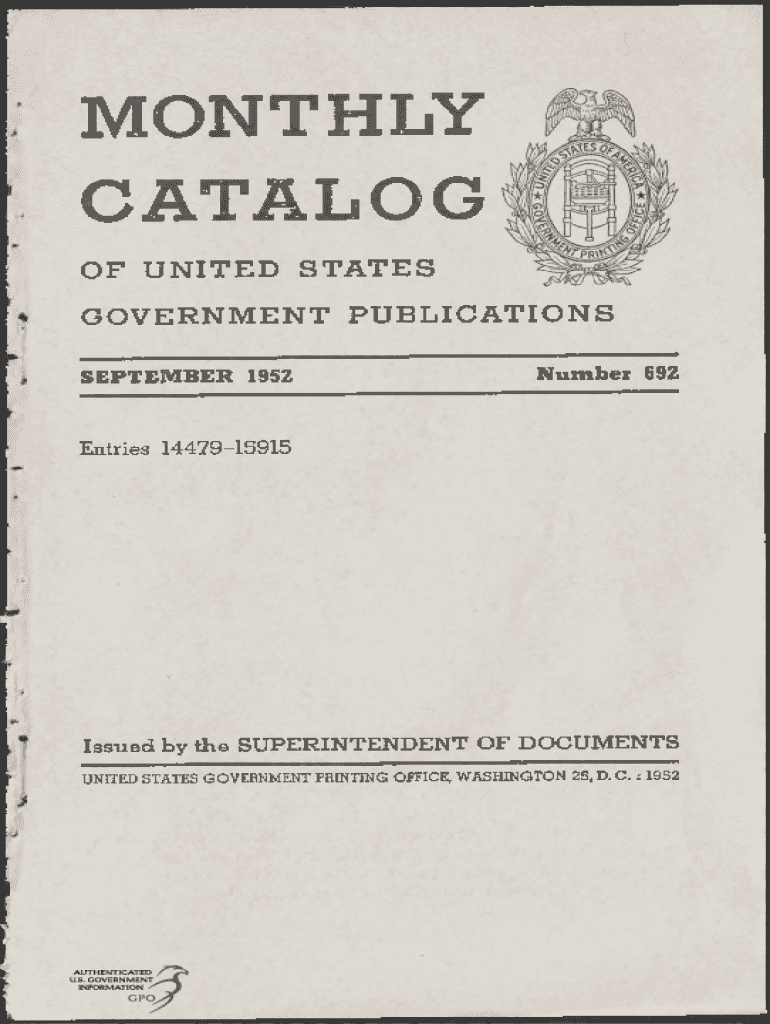 MONTHLY
CATALOG
OF UNITED STATES
GOVERNMENT PUBLICATIONS
★ UNITED STATES OF AMERICA ★
GOVERNMENT PRINTING OFFICE
SEPTEMBER 1952 Number 692
Entries 14479–15915
Issued by the SUPERINTENDENT OF DOCUMENTS
UNITED STATES GOVERNMENT PRINTING OFFICE, WASHINGTON 25, D. C. : 1952
AUTHENTICATED
U.S. GOVERNMENT
INFORMATION
GPO